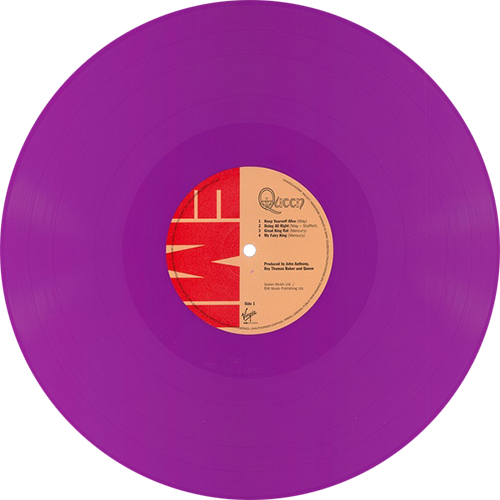 EMI
Queen
1 Keep Yourself Alive (May)
2 Doing All Right (May – Staffell)
3 Great King Rat (Mercury)
4 My Fairy King (Mercury)
Produced by John Anthony,
Roy Thomas Baker and Queen
Queen Music Ltd. /
EMI Music Publishing Ltd.
Side 1
Virgin